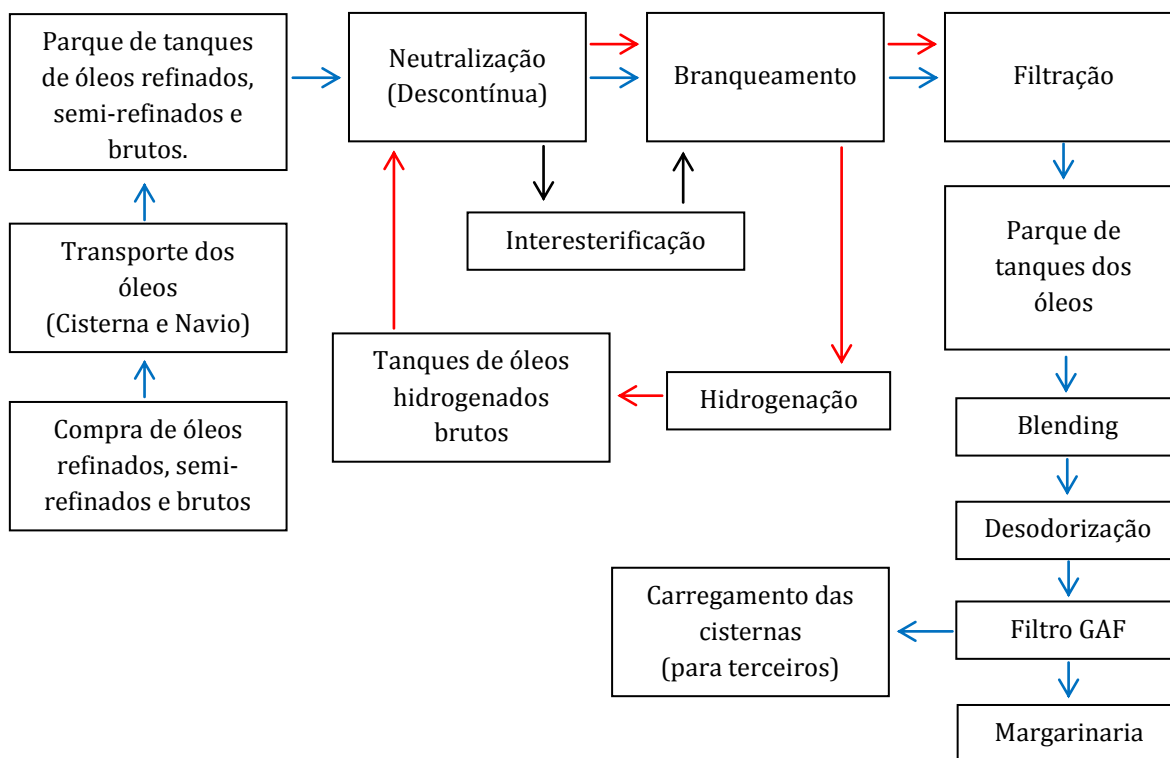 Parque de tanques
de óleos refinados,
semi-refinados e
brutos.
Neutralização
(Descontínua)
Branqueamento
Filtração
Transporte dos
óleos
(Cisterna e Navio)
Interesterificação
Parque de
tanques dos
óleos
Compra de óleos
refinados, semi-
refinados e brutos
Tanques de óleos
hidrogenados
brutos
Hidrogenação
Blending
Desodorização
Carregamento das
cisternas
(para terceiros)
Filtro GAF
Margarinaria